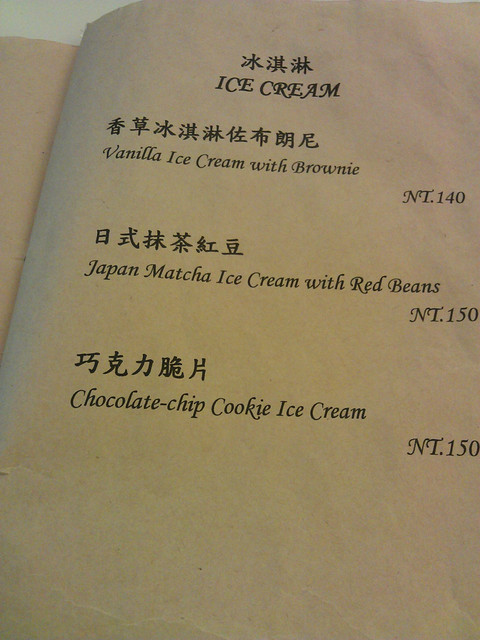 冰淇淋
ICE CREAM
香草冰淇淋佐布朗尼
Vanilla Ice Cream with Brownie
NT.140
日式抹茶紅豆
Japan Matcha Ice Cream with Red Beans
NT.150
巧克力脆片
Chocolate-chip Cookie Ice Cream
NT.150